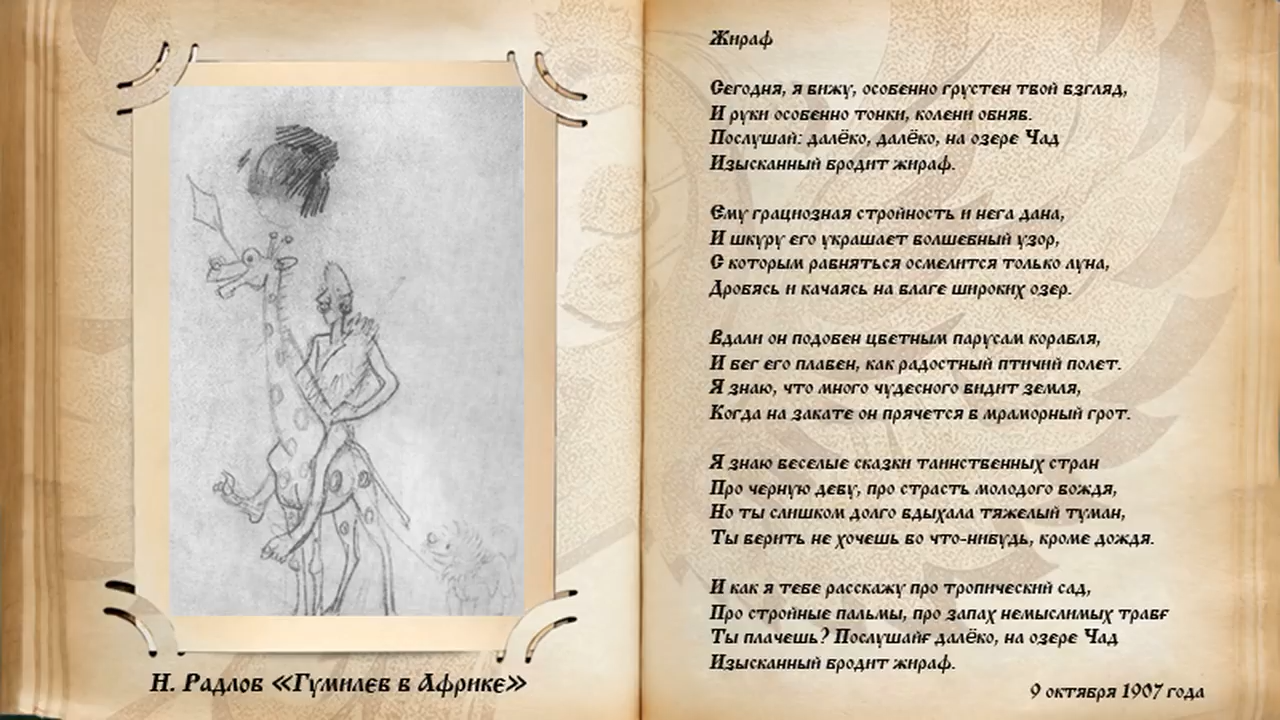 Н. Радлов «Гумилев в Африке»
Жираф
Сегодня, я вижу, особенно грустен твой взгляд,
И руки особенно тонки, колени обняв.
Послушай: далёко, далёко, на озере Чад
Изысканный бродит жираф.
Ему грациозная стройность и нега дана,
И шкуру его украшает волшебный узор,
С которым равняться осмелится только луна,
Дробясь и качаясь на влаге широких озер.
Вдали он подобен цветным парусам корабля,
И бег его плавен, как радостный птичий полет.
Я знаю, что много чудесного видит земля,
Когда на закате он прячется в мраморный грот.
Я знаю веселые сказки таинственных стран
Про черную деву, про страсть молодого вождя,
Но ты слишком долго вдыхала тяжелый туман,
Ты верить не хочешь во что-нибудь, кроме дождя.
И как я тебе расскажу про тропический сад,
Про стройные пальмы, про запах немыслимых трав…
Ты плачешь? Послушай… далёко, на озере Чад
Изысканный бродит жираф.
9 октября 1907 года